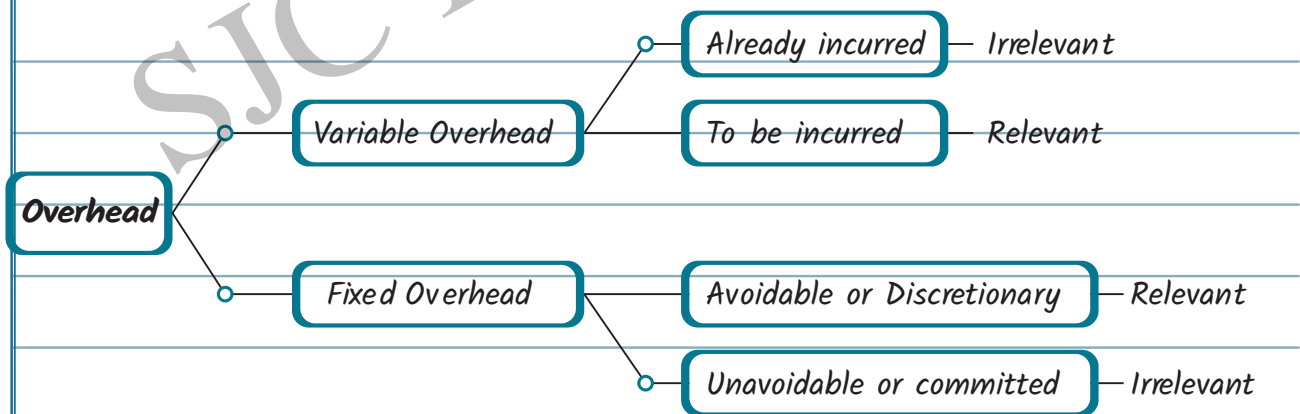 SJC
Already incurred Irrelevant
Variable Overhead To be incurred Relevant
Overhead
Fixed Overhead Avoidable or Discretionary Relevant
Unavoidable or committed Irrelevant